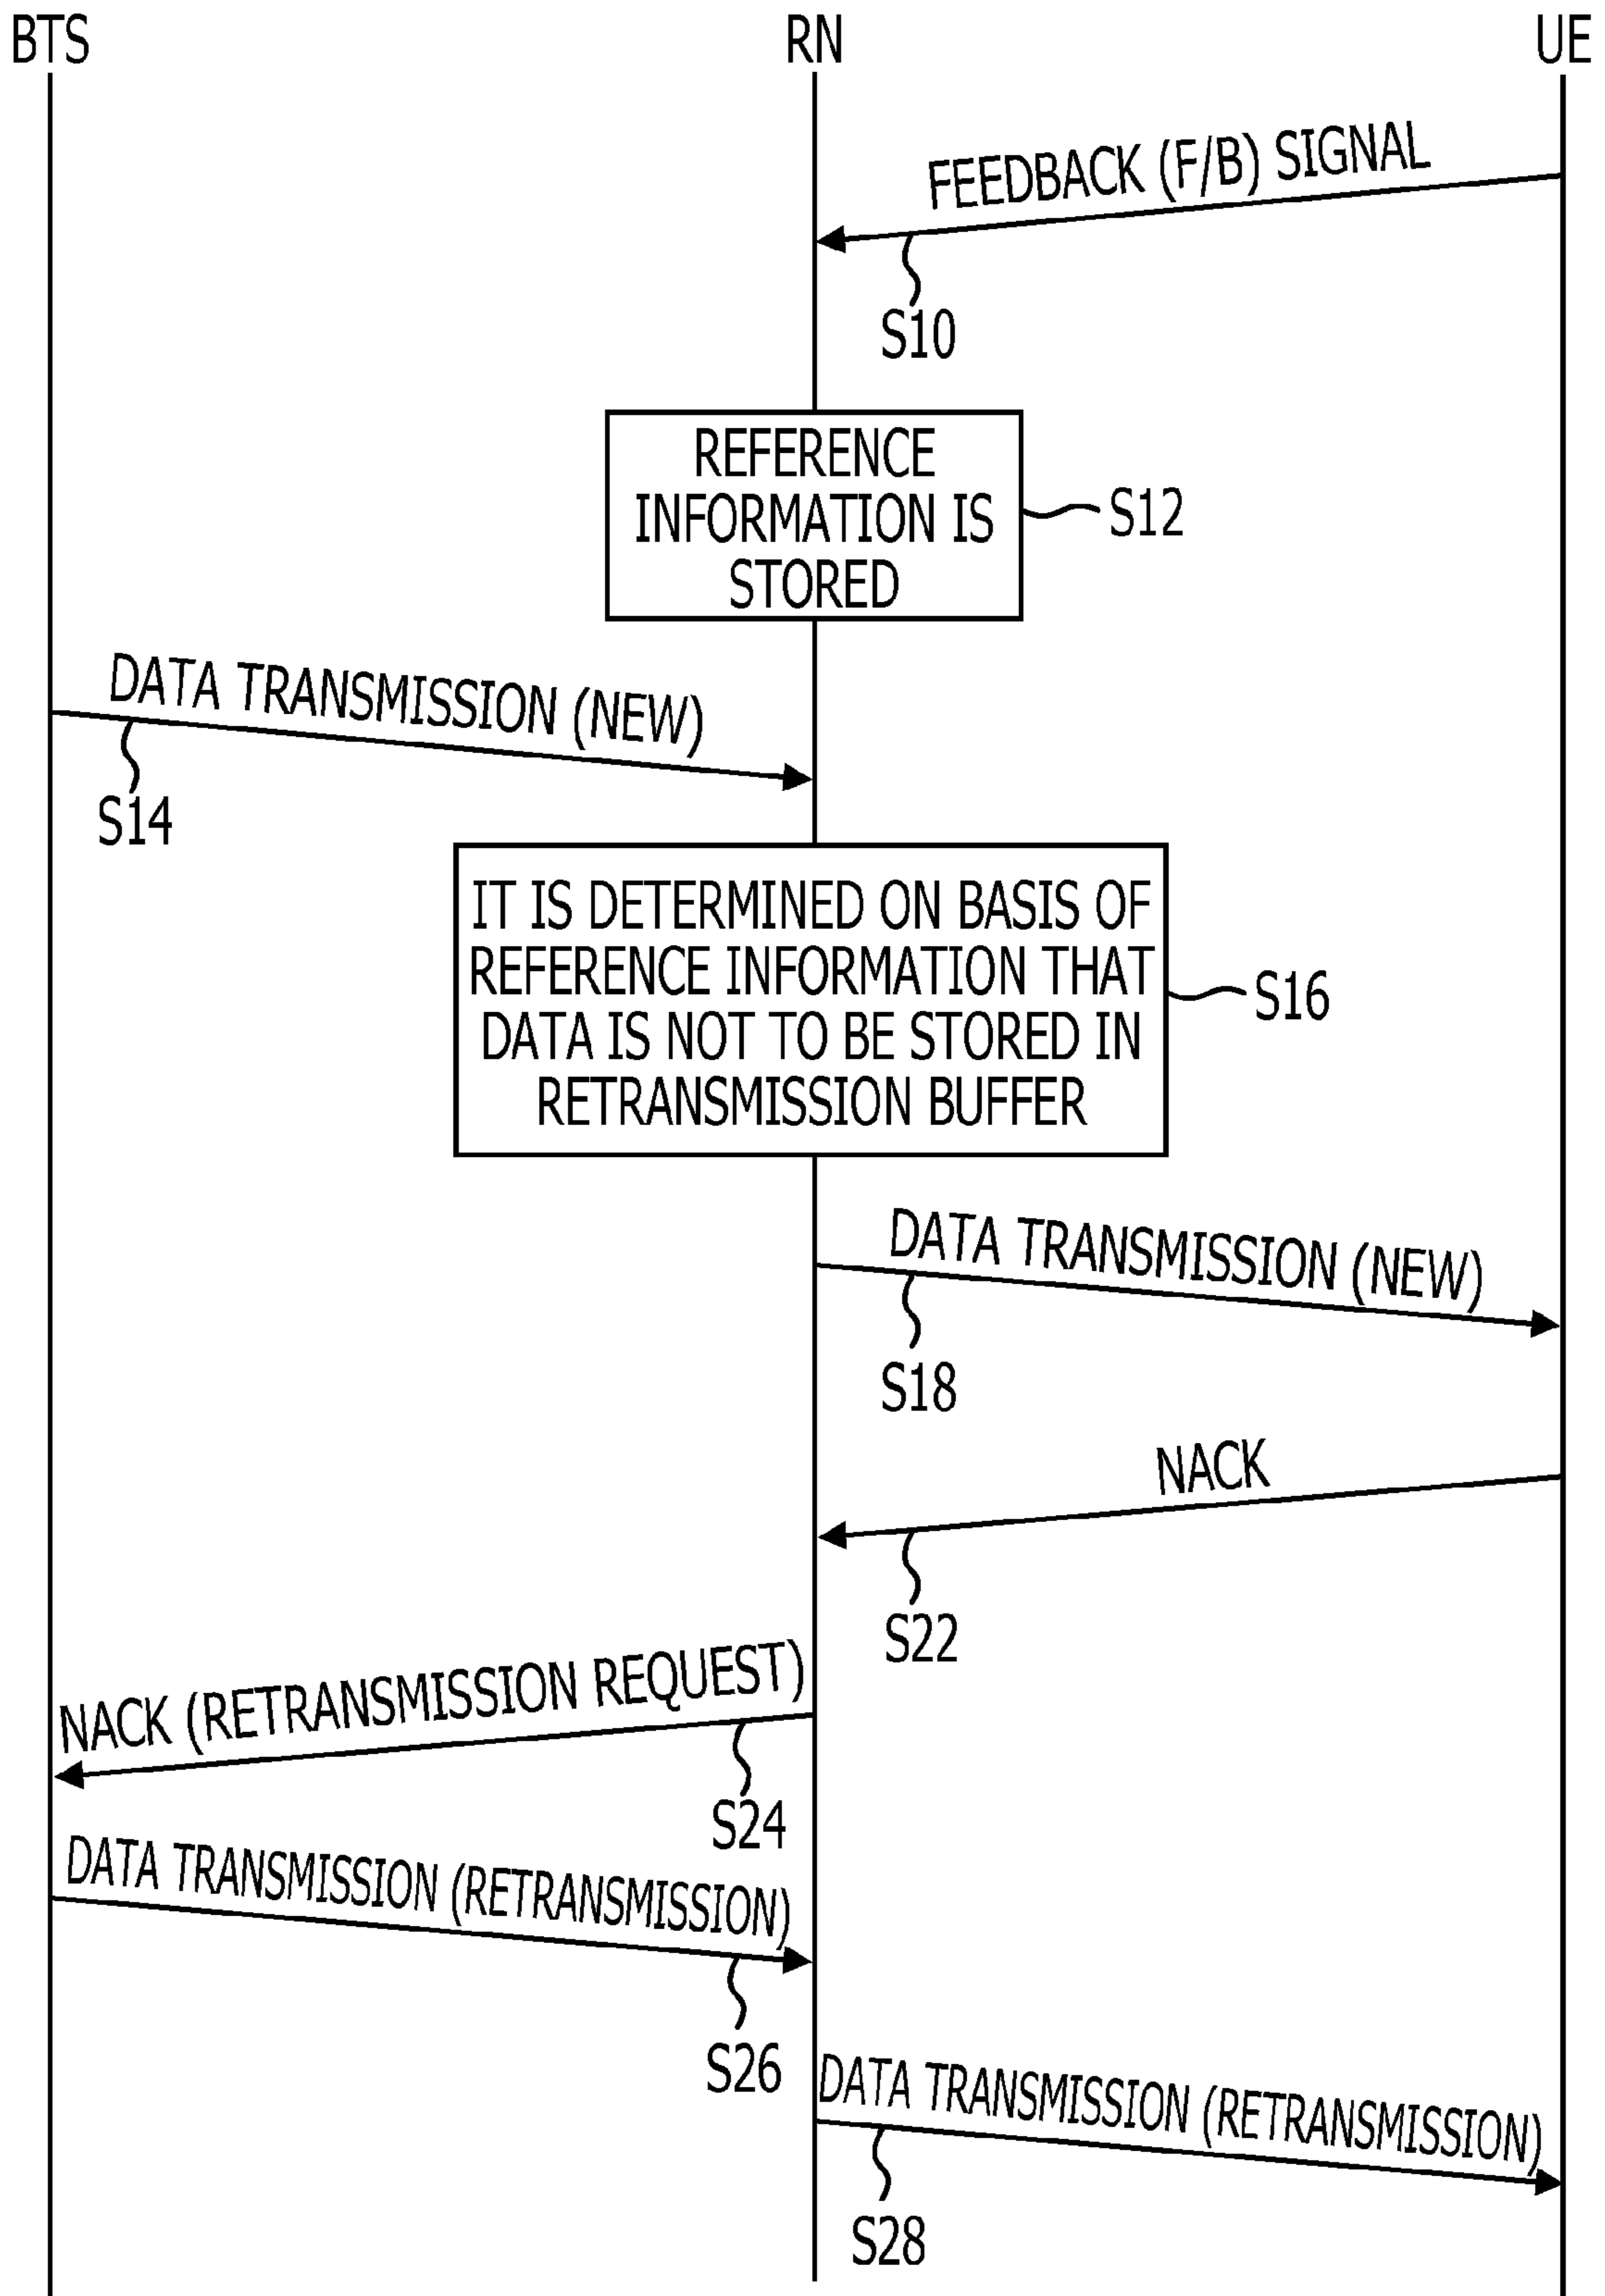 BTS
RN
UE
FEEDBACK (F/B) SIGNAL
S10
REFERENCE
INFORMATION IS
STORED
S12
DATA TRANSMISSION (NEW)
S14
IT IS DETERMINED ON BASIS OF
REFERENCE INFORMATION THAT
DATA IS NOT TO BE STORED IN
RETRANSMISSION BUFFER
S16
DATA TRANSMISSION (NEW)
S18
NACK
S22
NACK (RETRANSMISSION REQUEST)
S24
DATA TRANSMISSION (RETRANSMISSION)
S26
DATA TRANSMISSION (RETRANSMISSION)
S28